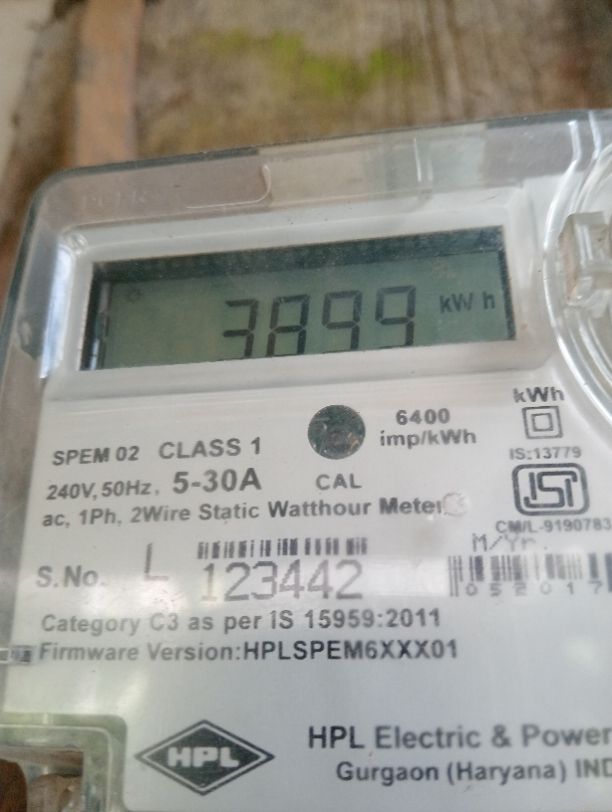 3899 kWh
kWh
6400
imp/kWh
SPEM 02 CLASS 1
IS:13779
240V, 50Hz, 5-30A
CAL
ISI
ac, 1Ph, 2Wire Static Watthour Meter
CM/L-9190783
M/Yr.
S.No. L 123442
052017
Category C3 as per IS 15959:2011
Firmware Version:HPLSPEM6XXX01
HPL
HPL Electric & Power
Gurgaon (Haryana) IND